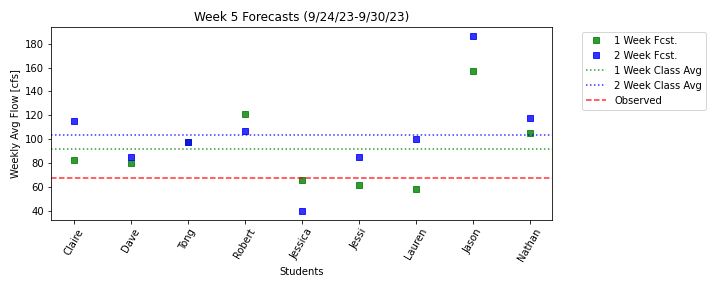 Week 5 Forecasts (9/24/23-9/30/23)
Weekly Avg Flow [cfs]
180
160
140
120
100
80
60
40
Claire
Dave
Tong
Robert
Jessica
Jessi
Lauren
Jason
Nathan
Students
1 Week Fcst.
2 Week Fcst.
1 Week Class Avg
2 Week Class Avg
Observed